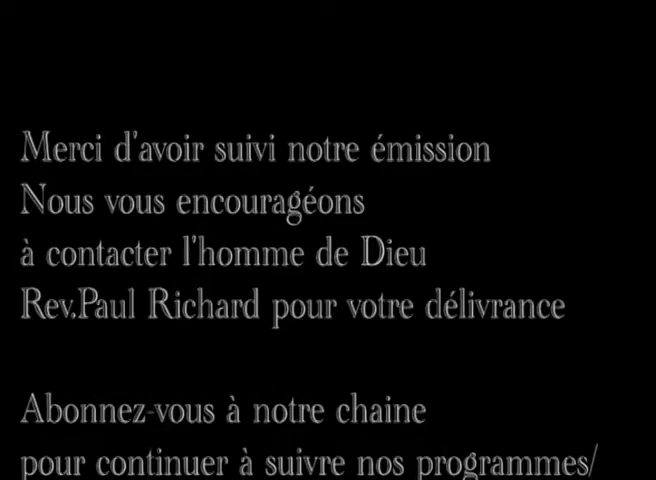 Merci d'avoir suivi notre émission
Nous vous encouragéons
à contacter l'homme de Dieu
Rev.Paul Richard pour votre délivrance
Abonnez-vous à notre chaine
pour continuer à suivre nos programmes/